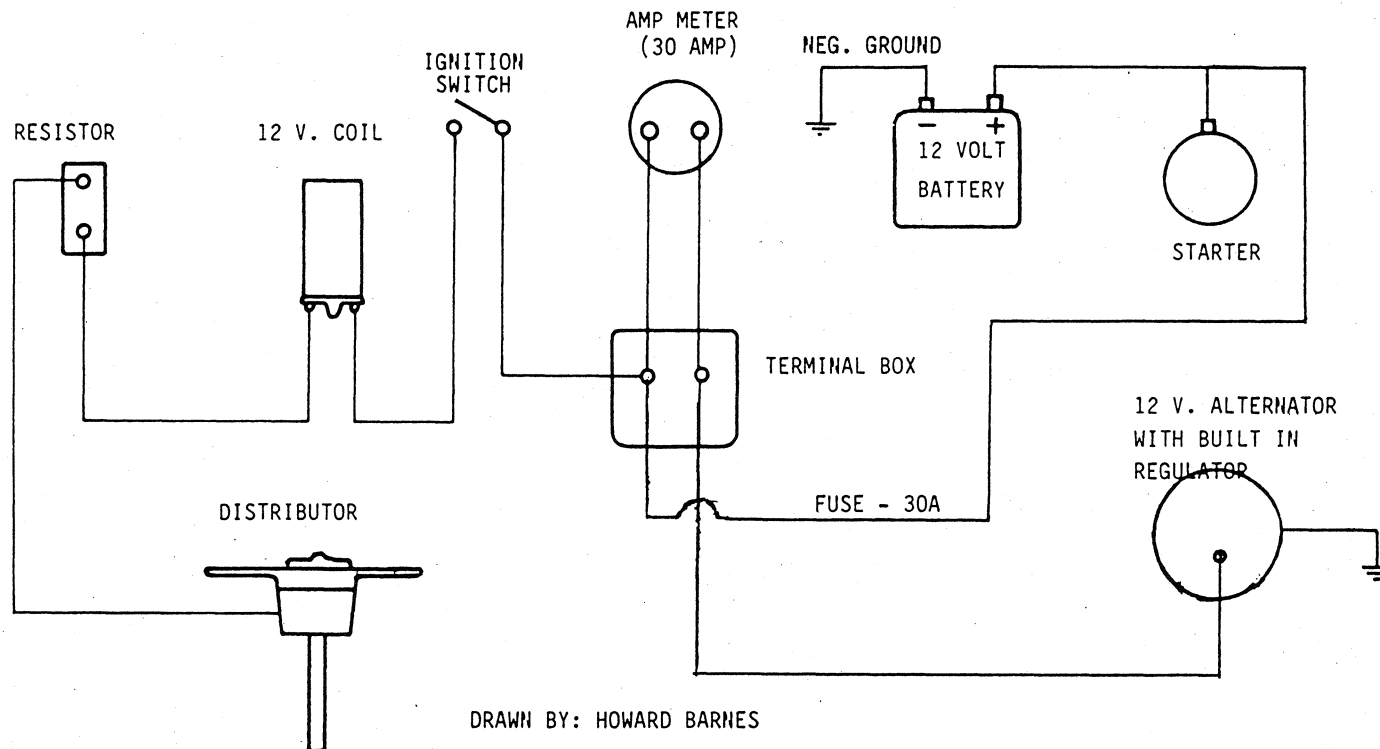 AMP METER
(30 AMP)
NEG. GROUND
IGNITION
SWITCH
RESISTOR
12 V. COIL
- +
12 VOLT
BATTERY
STARTER
TERMINAL BOX
12 V. ALTERNATOR
WITH BUILT IN
REGULATOR
FUSE - 30A
DISTRIBUTOR
DRAWN BY: HOWARD BARNES